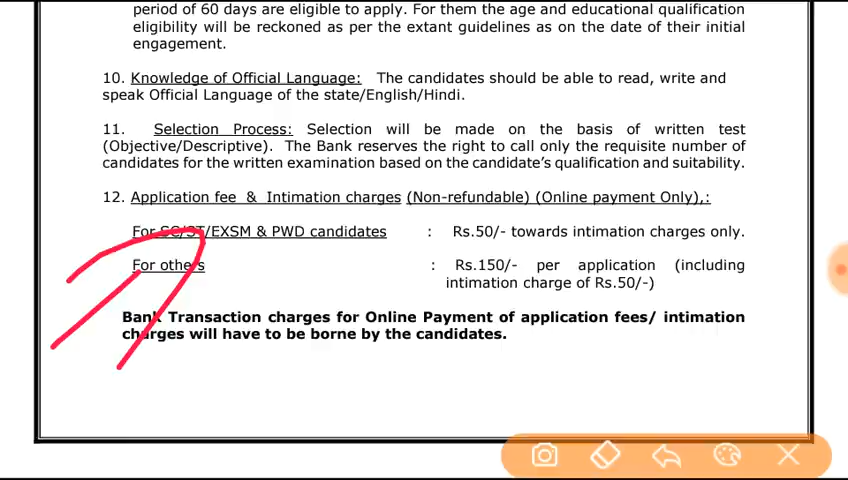 period of 60 days are eligible to apply. For them the age and educational qualification
eligibility will be reckoned as per the extant guidelines as on the date of their initial
engagement.
10. Knowledge of Official Language: The candidates should be able to read, write and
speak Official Language of the state/English/Hindi.
11. Selection Process: Selection will be made on the basis of written test
(Objective/Descriptive). The Bank reserves the right to call only the requisite number of
candidates for the written examination based on the candidate's qualification and suitability.
12. Application fee & Intimation charges (Non-refundable) (Online payment Only),:
For SC/ST/EXSM & PWD candidates : Rs.50/- towards intimation charges only.
For others : Rs.150/- per application (including
intimation charge of Rs.50/-)
Bank Transaction charges for Online Payment of application fees/ intimation
charges will have to be borne by the candidates.